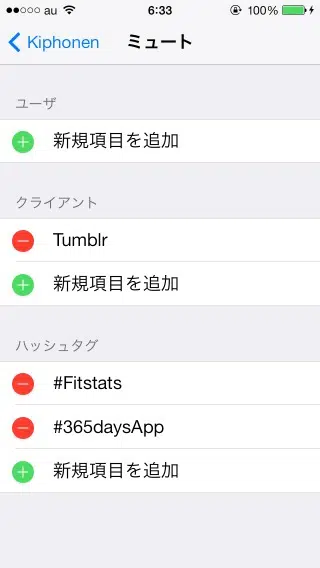 au 6:33 100%
Kiphonen ミュート
ユーザ
新規項目を追加
クライアント
Tumblr
新規項目を追加
ハッシュタグ
#Fitstats
#365daysApp
新規項目を追加